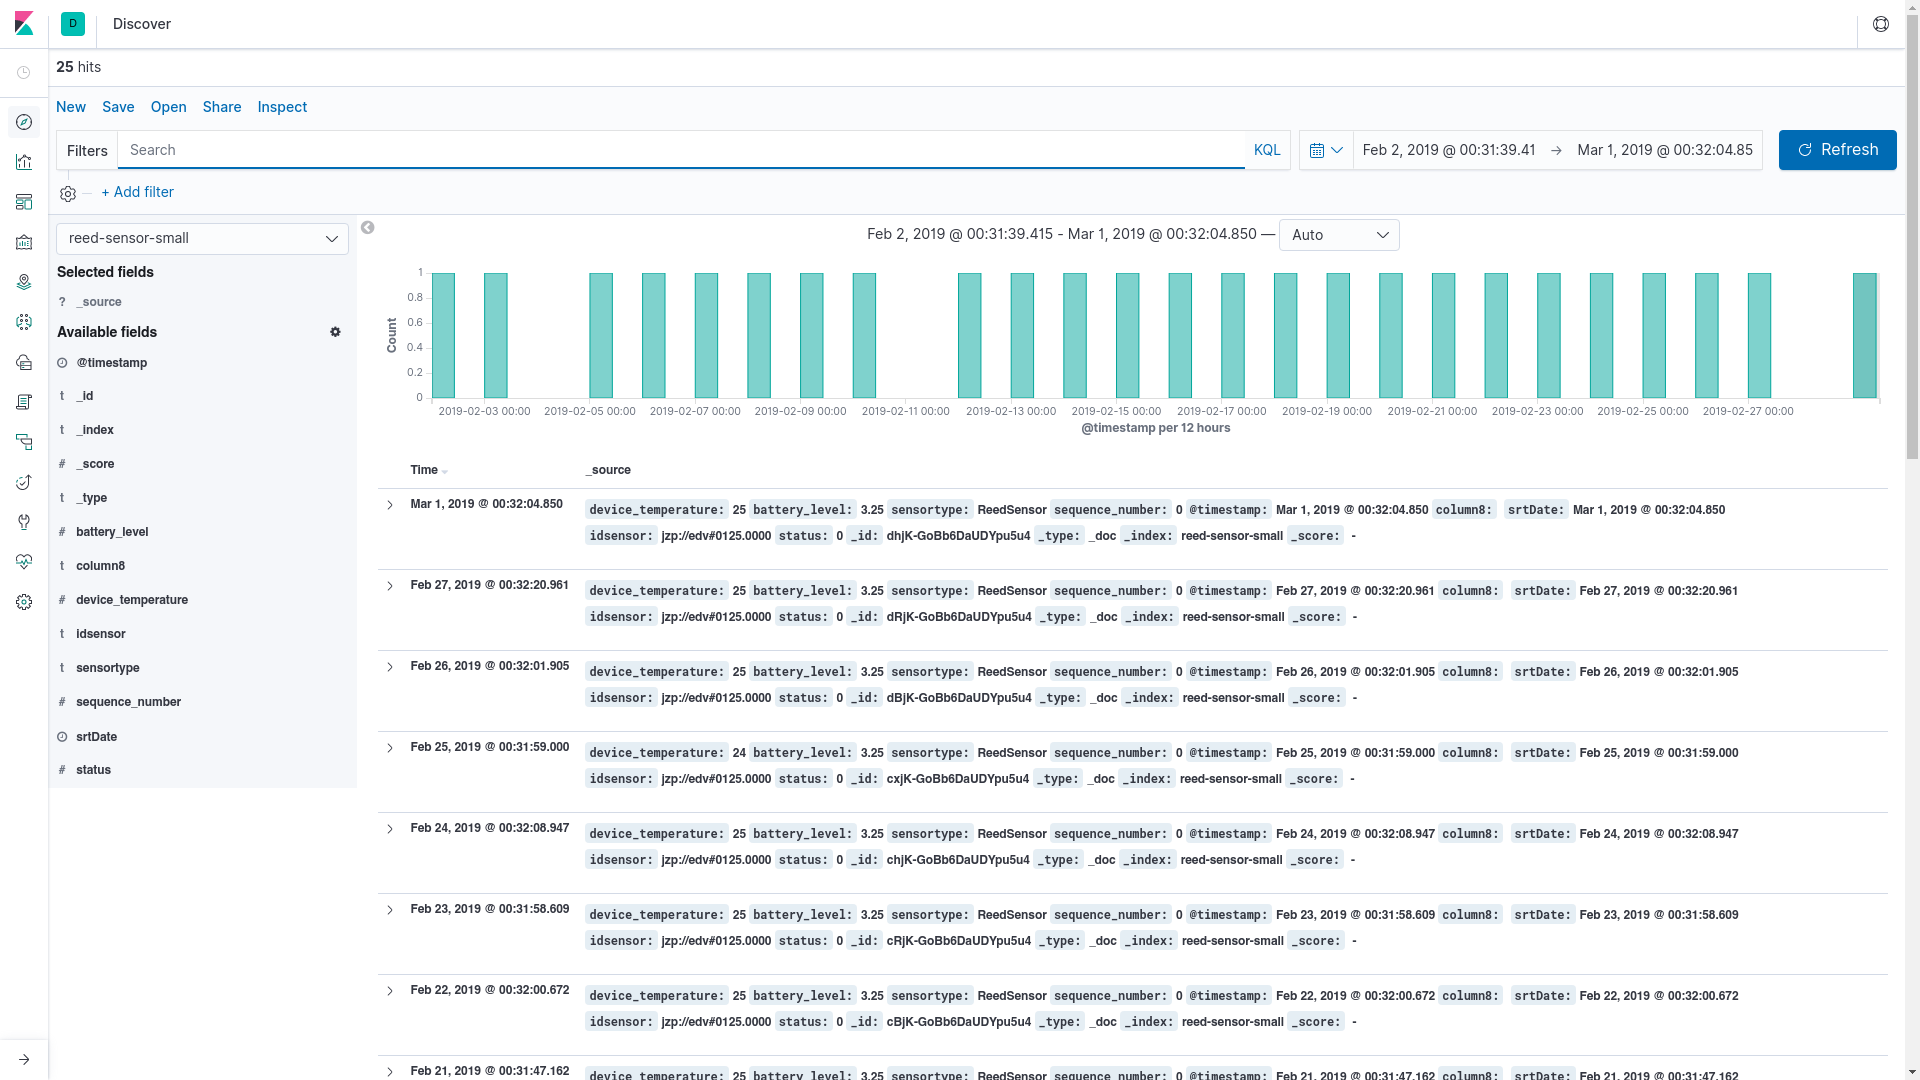 D Discover
25 hits
New Save Open Share Inspect
Filters Search KQL Feb 2, 2019 @ 00:31:39.41 → Mar 1, 2019 @ 00:32:04.85 Refresh
+ Add filter
reed-sensor-small
Selected fields
? _source
Available fields
@timestamp
t _id
t _index
# _score
t _type
# battery_level
t column8
# device_temperature
t idsensor
t sensortype
# sequence_number
srtDate
# status
Feb 2, 2019 @ 00:31:39.415 - Mar 1, 2019 @ 00:32:04.850 — Auto
Count
1
0.8
0.6
0.4
0.2
0
2019-02-03 00:00 2019-02-05 00:00 2019-02-07 00:00 2019-02-09 00:00 2019-02-11 00:00 2019-02-13 00:00 2019-02-15 00:00 2019-02-17 00:00 2019-02-19 00:00 2019-02-21 00:00 2019-02-23 00:00 2019-02-25 00:00 2019-02-27 00:00
@timestamp per 12 hours
Time _source
Mar 1, 2019 @ 00:32:04.850 device_temperature: 25 battery_level: 3.25 sensortype: ReedSensor sequence_number: 0 @timestamp: Mar 1, 2019 @ 00:32:04.850 column8: srtDate: Mar 1, 2019 @ 00:32:04.850
idsensor: jzp://edv#0125.0000 status: 0 _id: dhjK-GoBb6DaUDYpu5u4 _type: _doc _index: reed-sensor-small _score: -
Feb 27, 2019 @ 00:32:20.961 device_temperature: 25 battery_level: 3.25 sensortype: ReedSensor sequence_number: 0 @timestamp: Feb 27, 2019 @ 00:32:20.961 column8: srtDate: Feb 27, 2019 @ 00:32:20.961
idsensor: jzp://edv#0125.0000 status: 0 _id: dRjK-GoBb6DaUDYpu5u4 _type: _doc _index: reed-sensor-small _score: -
Feb 26, 2019 @ 00:32:01.905 device_temperature: 25 battery_level: 3.25 sensortype: ReedSensor sequence_number: 0 @timestamp: Feb 26, 2019 @ 00:32:01.905 column8: srtDate: Feb 26, 2019 @ 00:32:01.905
idsensor: jzp://edv#0125.0000 status: 0 _id: dBjK-GoBb6DaUDYpu5u4 _type: _doc _index: reed-sensor-small _score: -
Feb 25, 2019 @ 00:31:59.000 device_temperature: 24 battery_level: 3.25 sensortype: ReedSensor sequence_number: 0 @timestamp: Feb 25, 2019 @ 00:31:59.000 column8: srtDate: Feb 25, 2019 @ 00:31:59.000
idsensor: jzp://edv#0125.0000 status: 0 _id: cxjK-GoBb6DaUDYpu5u4 _type: _doc _index: reed-sensor-small _score: -
Feb 24, 2019 @ 00:32:08.947 device_temperature: 25 battery_level: 3.25 sensortype: ReedSensor sequence_number: 0 @timestamp: Feb 24, 2019 @ 00:32:08.947 column8: srtDate: Feb 24, 2019 @ 00:32:08.947
idsensor: jzp://edv#0125.0000 status: 0 _id: chjK-GoBb6DaUDYpu5u4 _type: _doc _index: reed-sensor-small _score: -
Feb 23, 2019 @ 00:31:58.609 device_temperature: 25 battery_level: 3.25 sensortype: ReedSensor sequence_number: 0 @timestamp: Feb 23, 2019 @ 00:31:58.609 column8: srtDate: Feb 23, 2019 @ 00:31:58.609
idsensor: jzp://edv#0125.0000 status: 0 _id: cRjK-GoBb6DaUDYpu5u4 _type: _doc _index: reed-sensor-small _score: -
Feb 22, 2019 @ 00:32:00.672 device_temperature: 25 battery_level: 3.25 sensortype: ReedSensor sequence_number: 0 @timestamp: Feb 22, 2019 @ 00:32:00.672 column8: srtDate: Feb 22, 2019 @ 00:32:00.672
idsensor: jzp://edv#0125.0000 status: 0 _id: cBjK-GoBb6DaUDYpu5u4 _type: _doc _index: reed-sensor-small _score: -
Feb 21, 2019 @ 00:31:47.162 device_temperature: 25 battery_level: 3.25 sensortype: ReedSensor sequence_number: 0 @timestamp: Feb 21, 2019 @ 00:31:47.162 column8: srtDate: Feb 21, 2019 @ 00:31:47.162